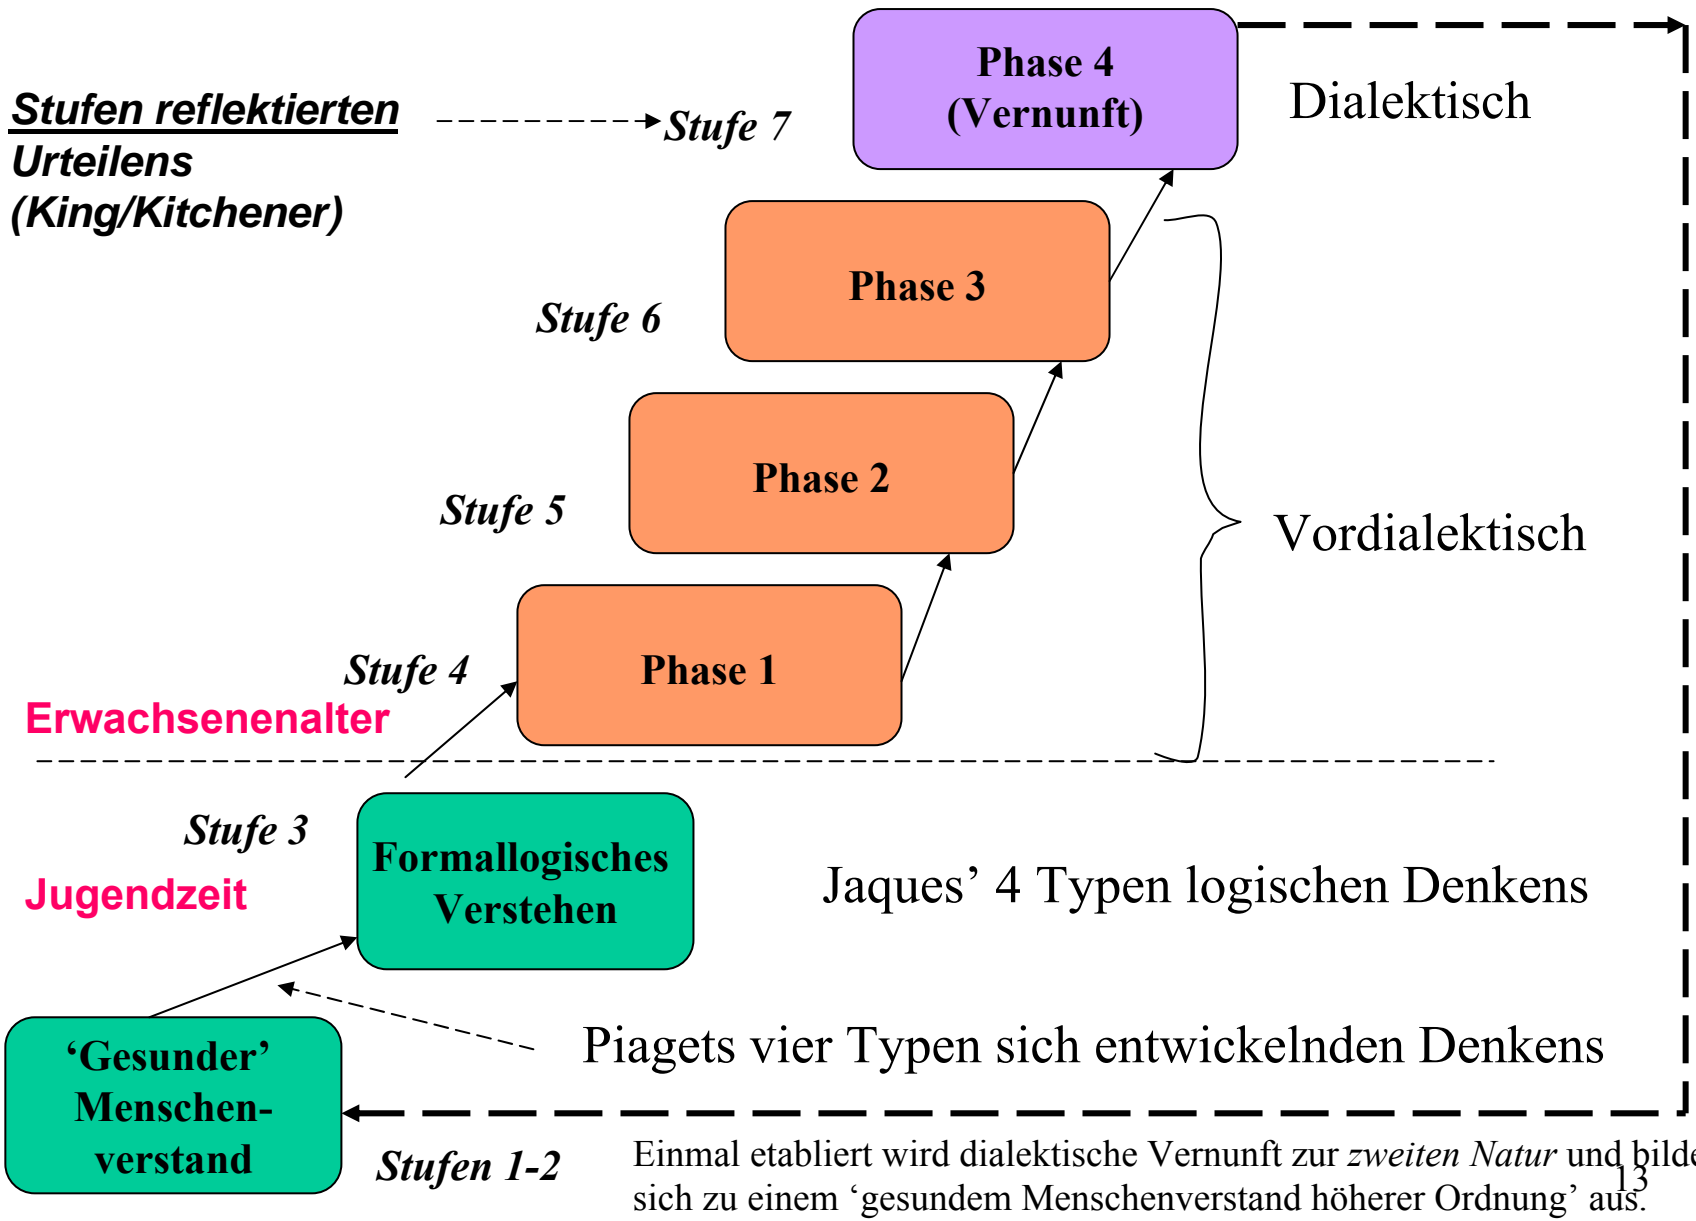 Phase 4
(Vernunft)
Dialektisch
Stufen reflektierten
Urteilens
(King/Kitchener)
Stufe 7
Phase 3
Stufe 6
Phase 2
Stufe 5
Vordialektisch
Phase 1
Stufe 4
Erwachsenenalter
Stufe 3
Formallogisches
Verstehen
Jugendzeit
Jaques’ 4 Typen logischen Denkens
Piagets vier Typen sich entwickelnden Denkens
‘Gesunder’
Menschen-
verstand
Stufen 1-2
Einmal etabliert wird dialektische Vernunft zur zweiten Natur und bilde
sich zu einem ‘gesundem Menschenverstand höherer Ordnung’ aus.
13